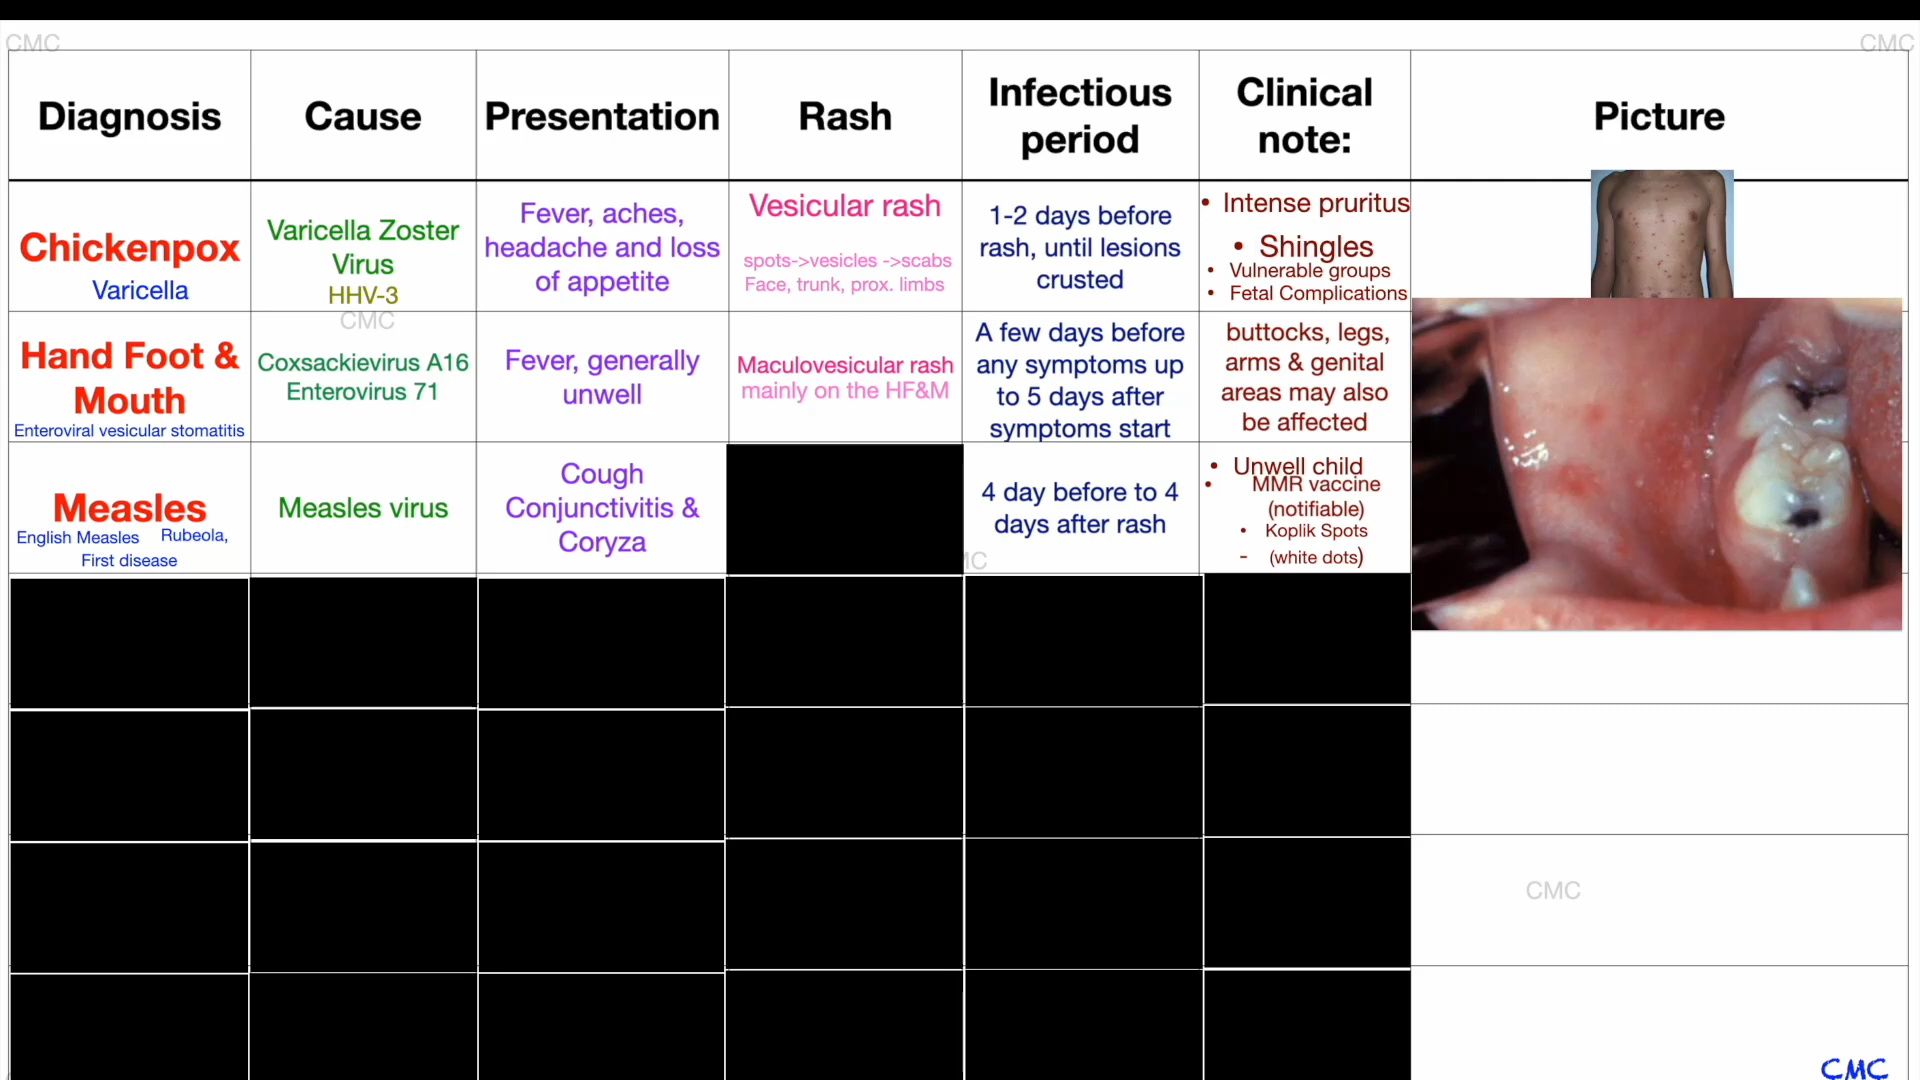 CMC
CMC
Diagnosis
Cause
Presentation
Rash
Infectious
period
Clinical
note:
Picture
Chickenpox
Varicella
Varicella Zoster
Virus
HHV-3
CMC
Fever, aches,
headache and loss
of appetite
Vesicular rash
spots->vesicles ->scabs
Face, trunk, prox. limbs
1-2 days before
rash, until lesions
crusted
• Intense pruritus
• Shingles
• Vulnerable groups
• Fetal Complications
Hand Foot &
Mouth
Enteroviral vesicular stomatitis
Coxsackievirus A16
Enterovirus 71
Fever, generally
unwell
Maculovesicular rash
mainly on the HF&M
A few days before
any symptoms up
to 5 days after
symptoms start
buttocks, legs,
arms & genital
areas may also
be affected
Measles
English Measles Rubeola,
First disease
Measles virus
Cough
Conjunctivitis &
Coryza
4 day before to 4
days after rash
• Unwell child
• MMR vaccine
(notifiable)
• Koplik Spots
- (white dots)
CMC
CMC